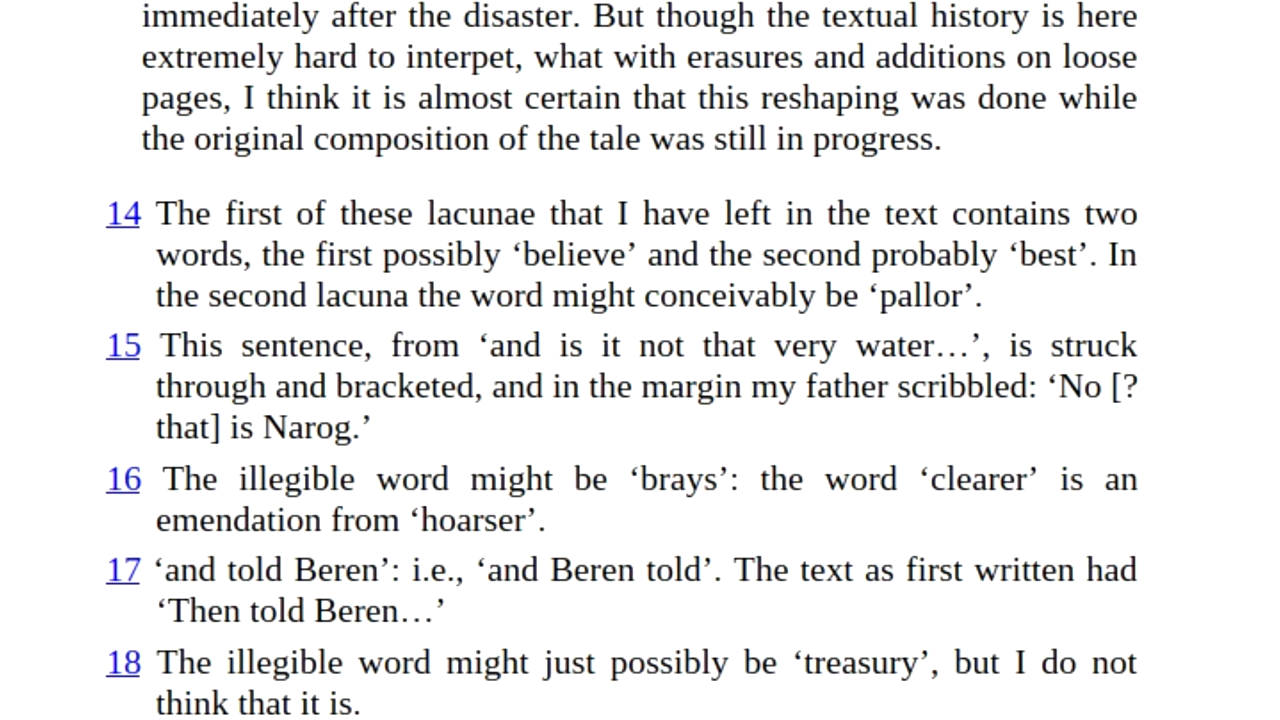 immediately after the disaster. But though the textual history is here
extremely hard to interpet, what with erasures and additions on loose
pages, I think it is almost certain that this reshaping was done while
the original composition of the tale was still in progress.
14 The first of these lacunae that I have left in the text contains two
words, the first possibly ‘believe’ and the second probably ‘best’. In
the second lacuna the word might conceivably be ‘pallor’.
15 This sentence, from ‘and is it not that very water…’, is struck
through and bracketed, and in the margin my father scribbled: ‘No [?
that] is Narog.’
16 The illegible word might be ‘brays’: the word ‘clearer’ is an
emendation from ‘hoarser’.
17 ‘and told Beren’: i.e., ‘and Beren told’. The text as first written had
‘Then told Beren…’
18 The illegible word might just possibly be ‘treasury’, but I do not
think that it is.